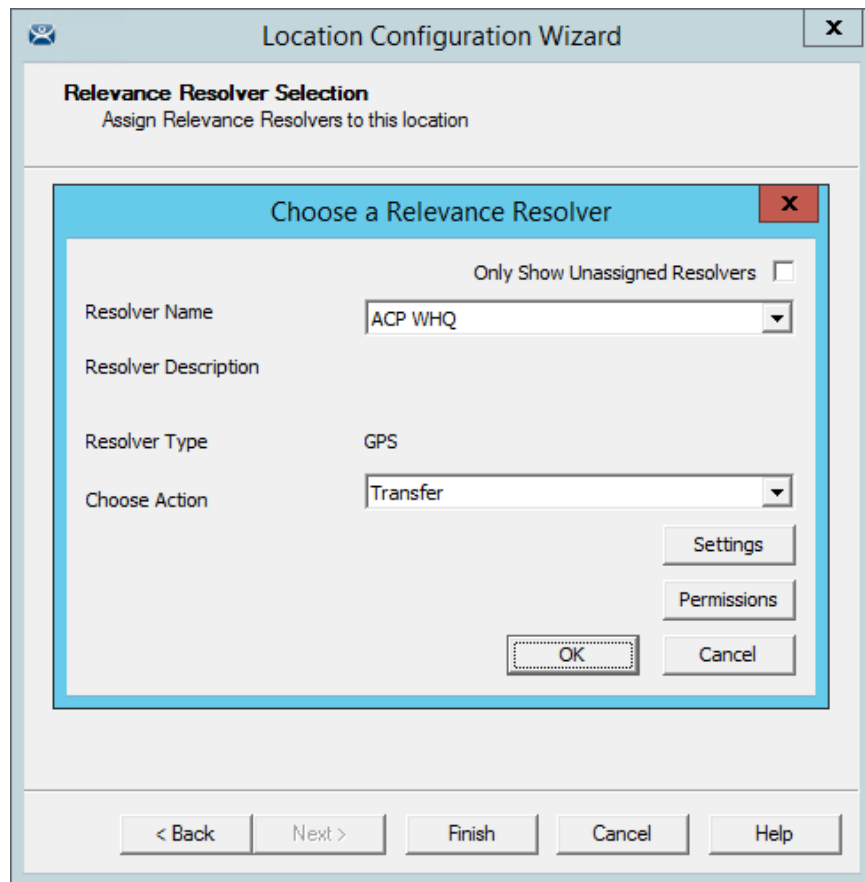 Location Configuration Wizard
x
Relevance Resolver Selection
Assign Relevance Resolvers to this location
Choose a Relevance Resolver
x
Only Show Unassigned Resolvers
Resolver Name
ACP WHQ
Resolver Description
Resolver Type
GPS
Choose Action
Transfer
Settings
Permissions
OK
Cancel
< Back
Next >
Finish
Cancel
Help